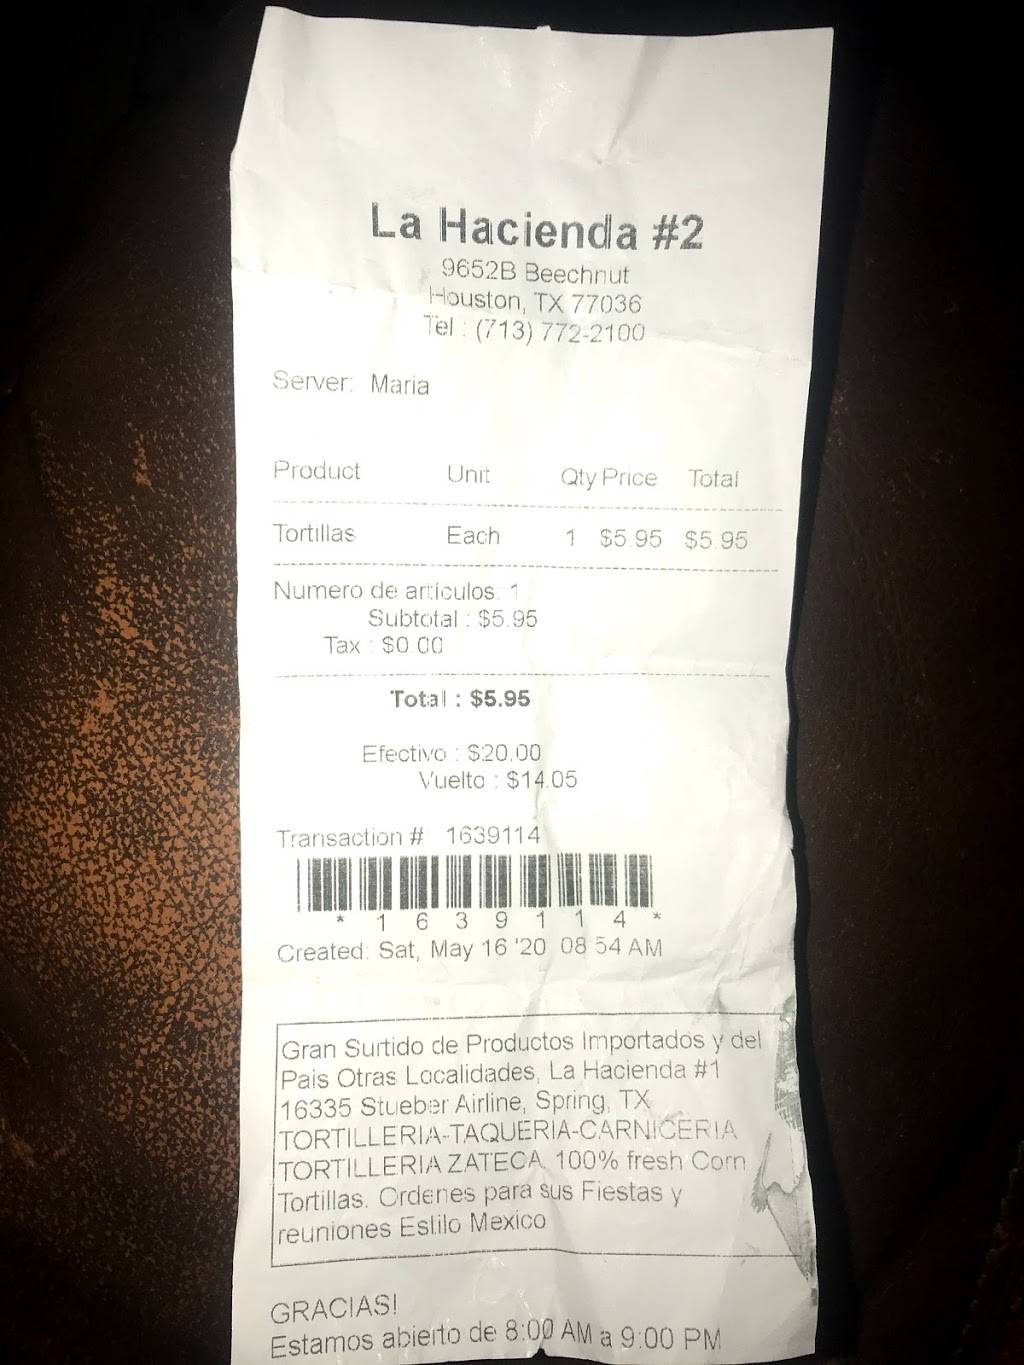 La Hacienda #2
9652B Beechnut
Houston, TX 77036
Tel : (713) 772-2100
Server: Maria
Product Unit Qty Price Total
Tortillas Each 1 $5.95 $5.95
Numero de articulos: 1
Subtotal : $5.95
Tax : $0.00
Total : $5.95
Efectivo : $20.00
Vuelto : $14.05
Transaction # 1639114
* 1 6 3 9 1 1 4 *
Created: Sat, May 16 '20 08:54 AM
Gran Surtido de Productos Importados y del
Pais Otras Localidades, La Hacienda #1
16335 Stueber Airline, Spring, TX
TORTILLERIA-TAQUERIA-CARNICERIA
TORTILLERIA ZATECA, 100% fresh Corn
Tortillas. Ordenes para sus Fiestas y
reuniones Estilo Mexico
GRACIAS!
Estamos abierto de 8:00 AM a 9:00 PM